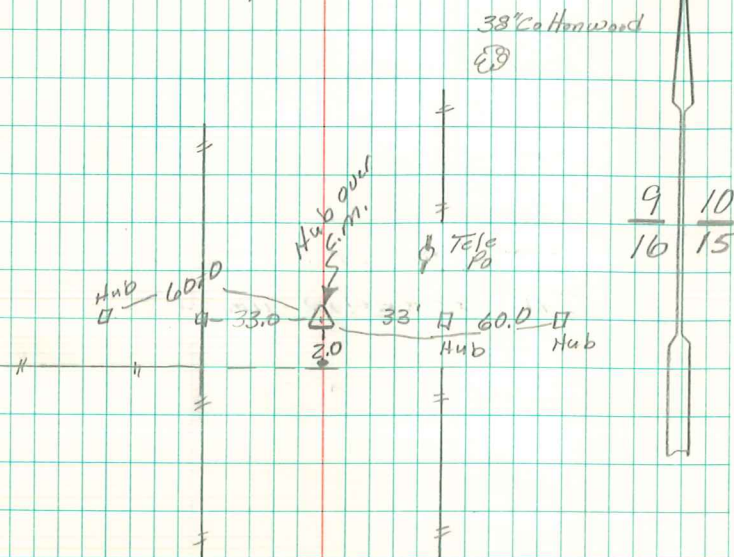 38" Cottonwood
9 10
16 15
Hub over
C.M.
Tele
Po
Hub 60.0
33.0 33' 60.0
Hub Hub
2.0